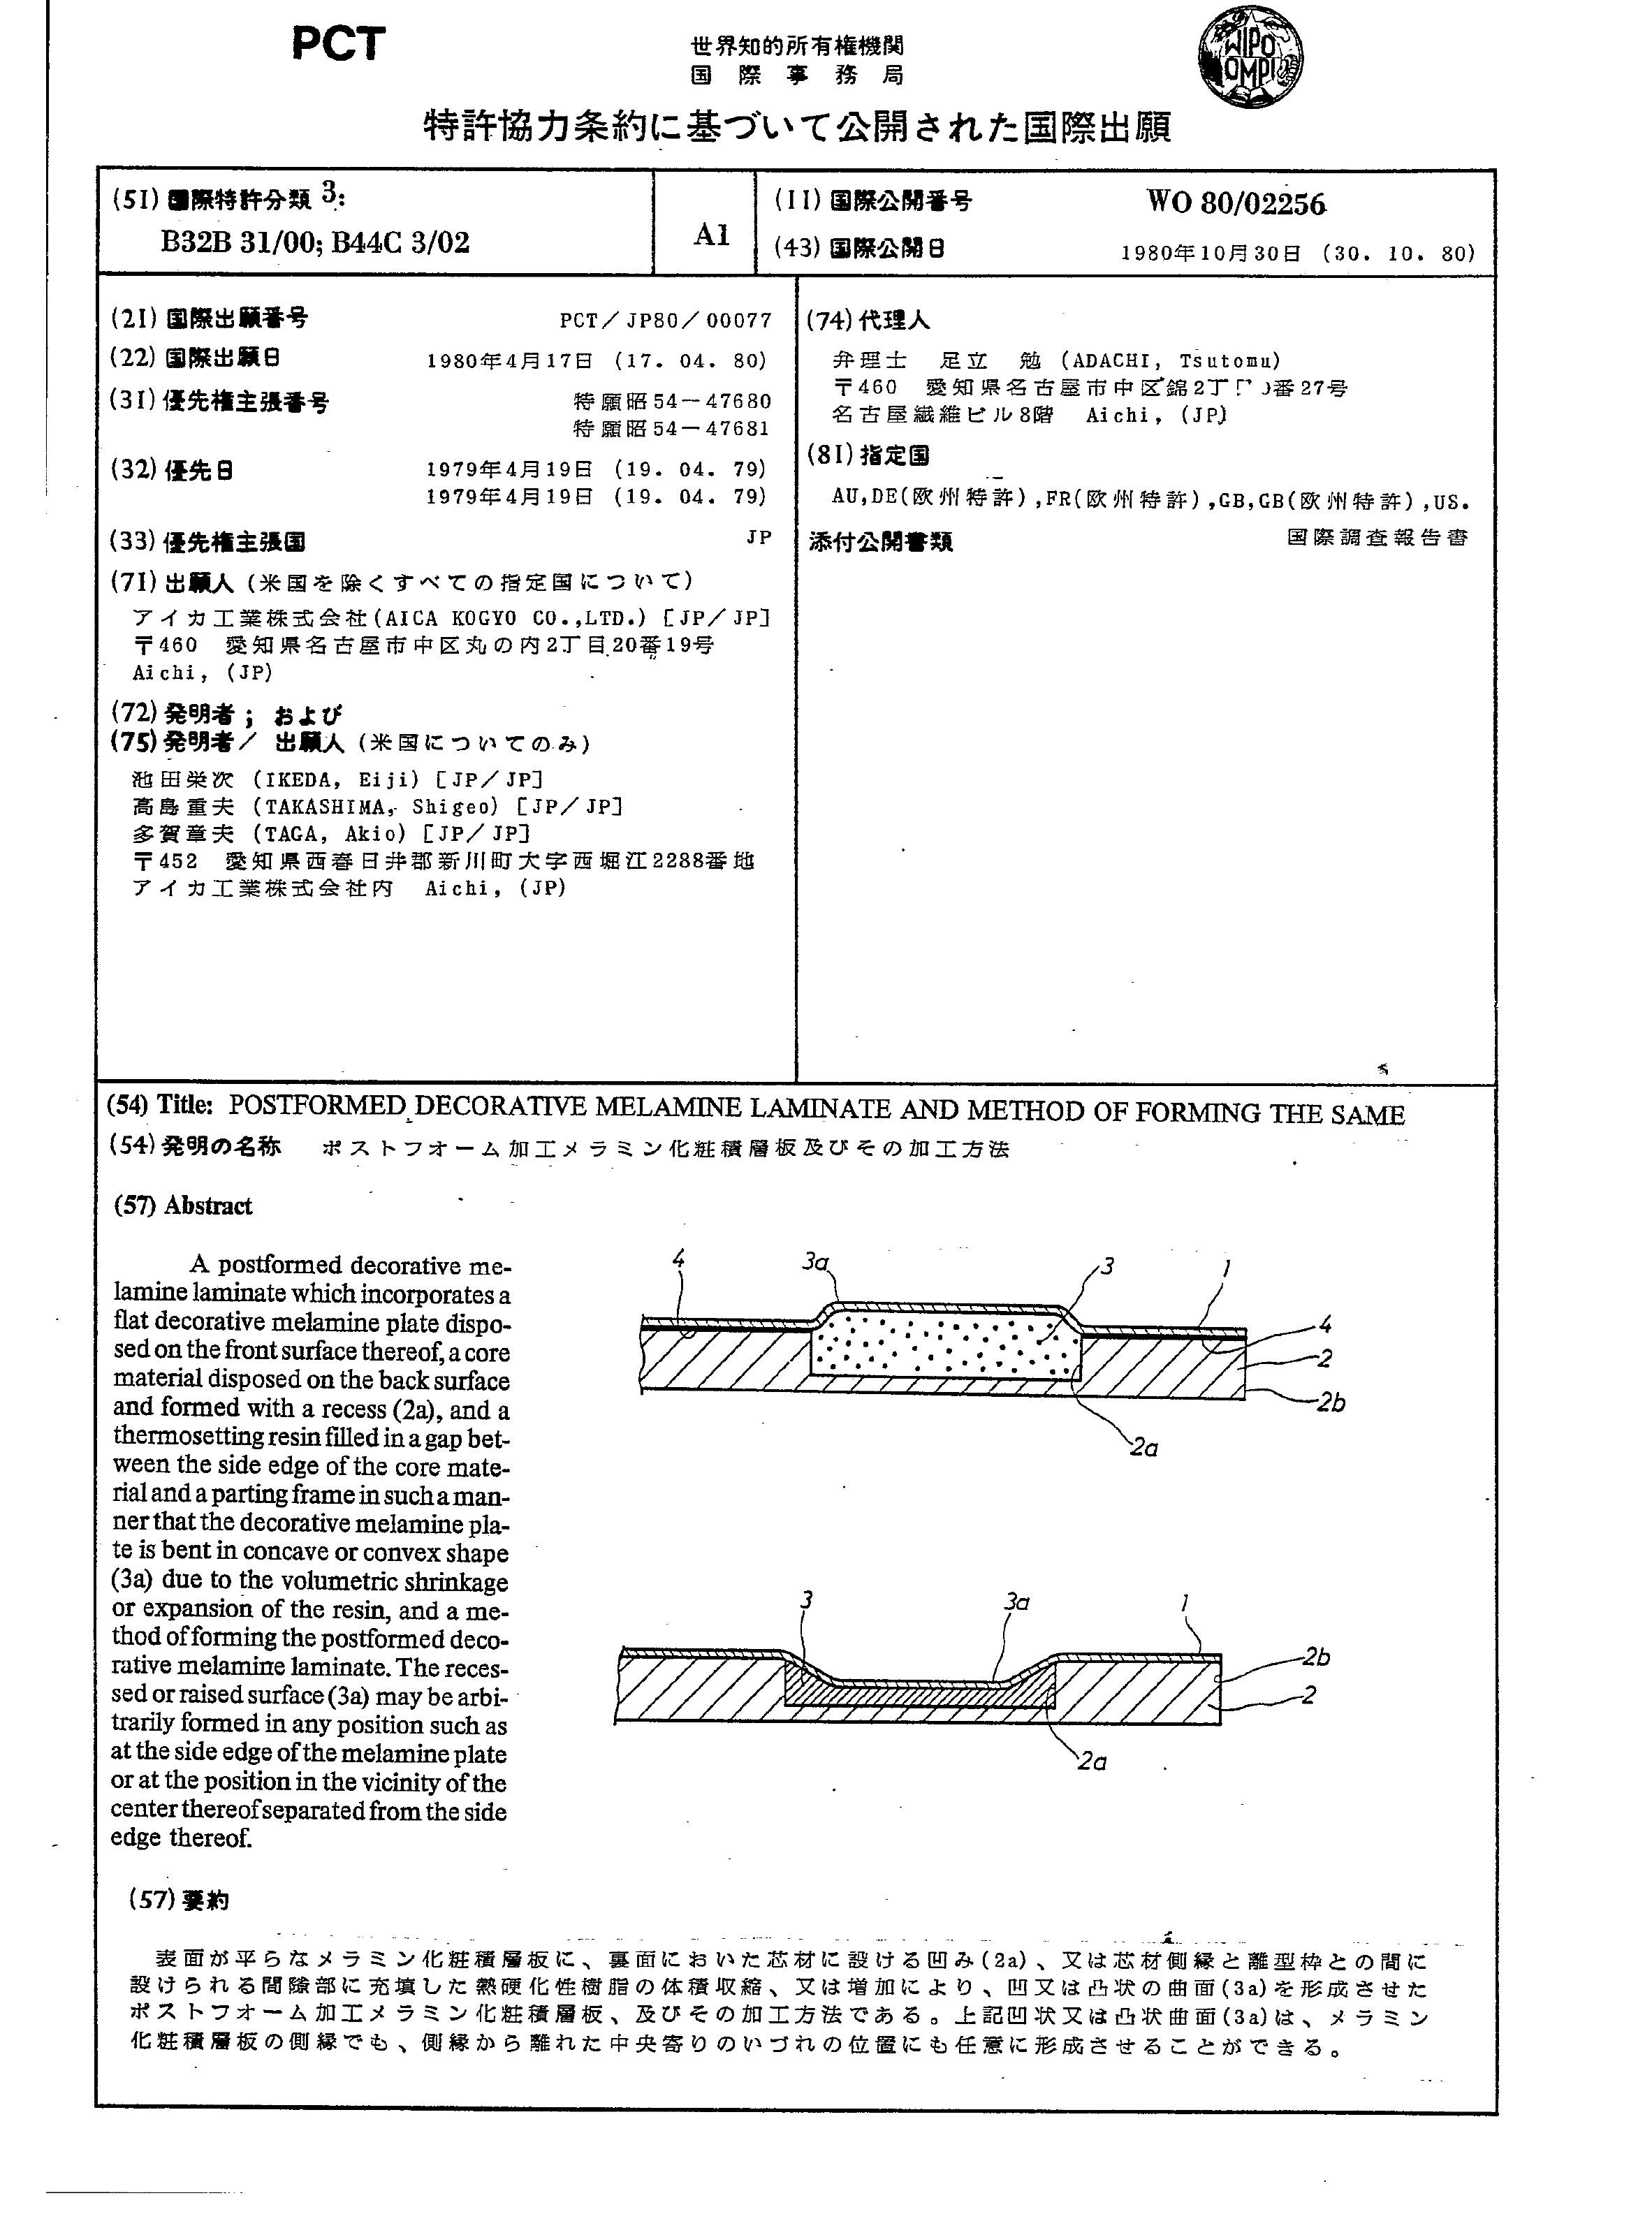 PCT
世界知的所有権機関
国際事務局
WIPO
OMPI
特許協力条約に基づいて公開された国際出願
(51) 国際特許分類 3:
B32B 31/00; B44C 3/02
A1
(11) 国際公開番号 WO 80/02256
(43) 国際公開日 1980年10月30日 (30. 10. 80)
(21) 国際出願番号 PCT/JP80/00077
(22) 国際出願日 1980年4月17日 (17. 04. 80)
(31) 優先権主張番号 特願昭54-47680
特願昭54-47681
(32) 優先日 1979年4月19日 (19. 04. 79)
1979年4月19日 (19. 04. 79)
(33) 優先権主張国 JP
(71) 出願人 (米国を除くすべての指定国について)
アイカ工業株式会社(AICA KOGYO CO.,LTD.) [JP/JP]
〒460 愛知県名古屋市中区丸の内2丁目20番19号
Aichi, (JP)
(72) 発明者; および
(75) 発明者/ 出願人 (米国についてのみ)
池田栄次 (IKEDA, Eiji) [JP/JP]
高島重夫 (TAKASHIMA, Shigeo) [JP/JP]
多賀章夫 (TAGA, Akio) [JP/JP]
〒452 愛知県西春日井郡新川町大字西堀江2288番地
アイカ工業株式会社内 Aichi, (JP)
(74) 代理人
弁理士 足立 勉 (ADACHI, Tsutomu)
〒460 愛知県名古屋市中区錦2丁 番27号
名古屋繊維ビル8階 Aichi, (JP)
(81) 指定国
AU,DE(欧州特許),FR(欧州特許),GB,GB(欧州特許),US.
添付公開書類 国際調査報告書
(54) Title: POSTFORMED DECORATIVE MELAMINE LAMINATE AND METHOD OF FORMING THE SAME
(54) 発明の名称 ポストフォーム加工メラミン化粧積層板及びその加工方法
(57) Abstract
A postformed decorative me-
lamine laminate which incorporates a
flat decorative melamine plate dispo-
sed on the front surface thereof, a core
material disposed on the back surface
and formed with a recess (2a), and a
thermosetting resin filled in a gap bet-
ween the side edge of the core mate-
rial and a parting frame in such a man-
ner that the decorative melamine pla-
te is bent in concave or convex shape
(3a) due to the volumetric shrinkage
or expansion of the resin, and a me-
thod of forming the postformed deco-
rative melamine laminate. The reces-
sed or raised surface (3a) may be arbi-
trarily formed in any position such as
at the side edge of the melamine plate
or at the position in the vicinity of the
center thereof separated from the side
edge thereof.
4 3a 3 1
4
2
2b
2a
3 3a 1
2b
2
2a
(57) 要約
表面が平らなメラミン化粧積層板に、裏面においた芯材に設ける凹み(2a)、又は芯材側縁と離型枠との間に
設けられる間隙部に充填した熱硬化性樹脂の体積収縮、又は増加により、凹又は凸状の曲面(3a)を形成させた
ポストフォーム加工メラミン化粧積層板、及びその加工方法である。上記凹状又は凸状曲面(3a)は、メラミン
化粧積層板の側縁でも、側縁から離れた中央寄りのいづれの位置にも任意に形成させることができる。